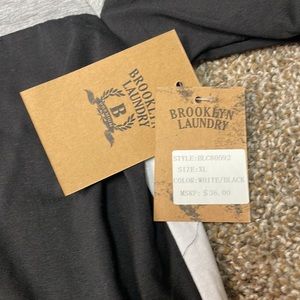 BROOKLYN
LAUNDRY
B
BROOKLYN
LAUNDRY
STYLE:BLC80592
SIZE:XL
COLOR:WHITE/BLACK
MSRP: $36.00